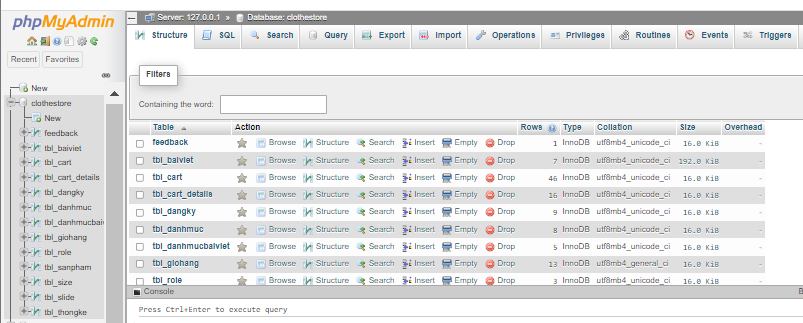 phpMyAdmin
Recent Favorites
New
clothestore
New
feedback
tbl_baiviet
tbl_cart
tbl_cart_details
tbl_dangky
tbl_danhmuc
tbl_danhmucbaiv
tbl_giohang
tbl_role
tbl_sanpham
tbl_size
tbl_slide
tbl_thongke
Server: 127.0.0.1 » Database: clothestore
Structure SQL Search Query Export Import Operations Privileges Routines Events Triggers
Filters
Containing the word:
Table Action Rows Type Collation Size Overhead
feedback Browse Structure Search Insert Empty Drop 1 InnoDB utf8mb4_unicode_ci 16.0 KiB -
tbl_baiviet Browse Structure Search Insert Empty Drop 7 InnoDB utf8mb4_unicode_ci 192.0 KiB -
tbl_cart Browse Structure Search Insert Empty Drop 46 InnoDB utf8mb4_unicode_ci 16.0 KiB -
tbl_cart_details Browse Structure Search Insert Empty Drop 16 InnoDB utf8mb4_unicode_ci 16.0 KiB -
tbl_dangky Browse Structure Search Insert Empty Drop 9 InnoDB utf8mb4_unicode_ci 16.0 KiB -
tbl_danhmuc Browse Structure Search Insert Empty Drop 8 InnoDB utf8mb4_unicode_ci 16.0 KiB -
tbl_danhmucbaiviet Browse Structure Search Insert Empty Drop 5 InnoDB utf8mb4_unicode_ci 16.0 KiB -
tbl_giohang Browse Structure Search Insert Empty Drop 13 InnoDB utf8mb4_general_ci 16.0 KiB -
tbl_role Browse Structure Search Insert Empty Drop 3 InnoDB utf8mb4_unicode_ci 16.0 KiB -
Console
Press Ctrl+Enter to execute query